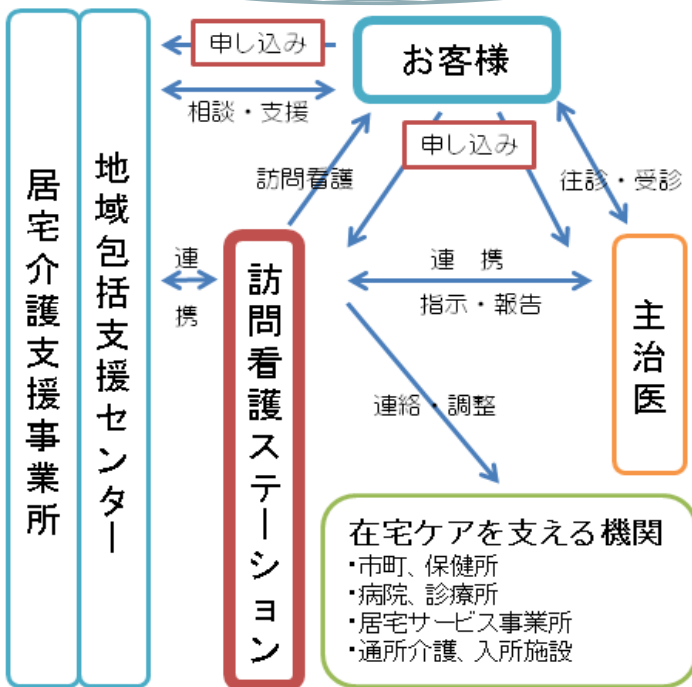 申し込み
お客様
相談・支援
申し込み
訪問看護
往診・受診
居宅介護支援事業所
地域包括支援センター
連携
訪問看護ステーション
連 携
指示・報告
主治医
連絡・調整
在宅ケアを支える機関
・市町、保健所
・病院、診療所
・居宅サービス事業所
・通所介護、入所施設